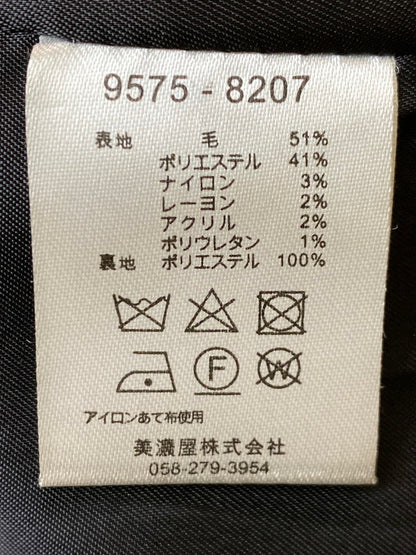 9575 - 8207
表地 毛 51%
ポリエステル 41%
ナイロン 3%
レーヨン 2%
アクリル 2%
ポリウレタン 1%
裏地 ポリエステル 100%
F W
アイロンあて布使用
美濃屋株式会社
058-279-3954